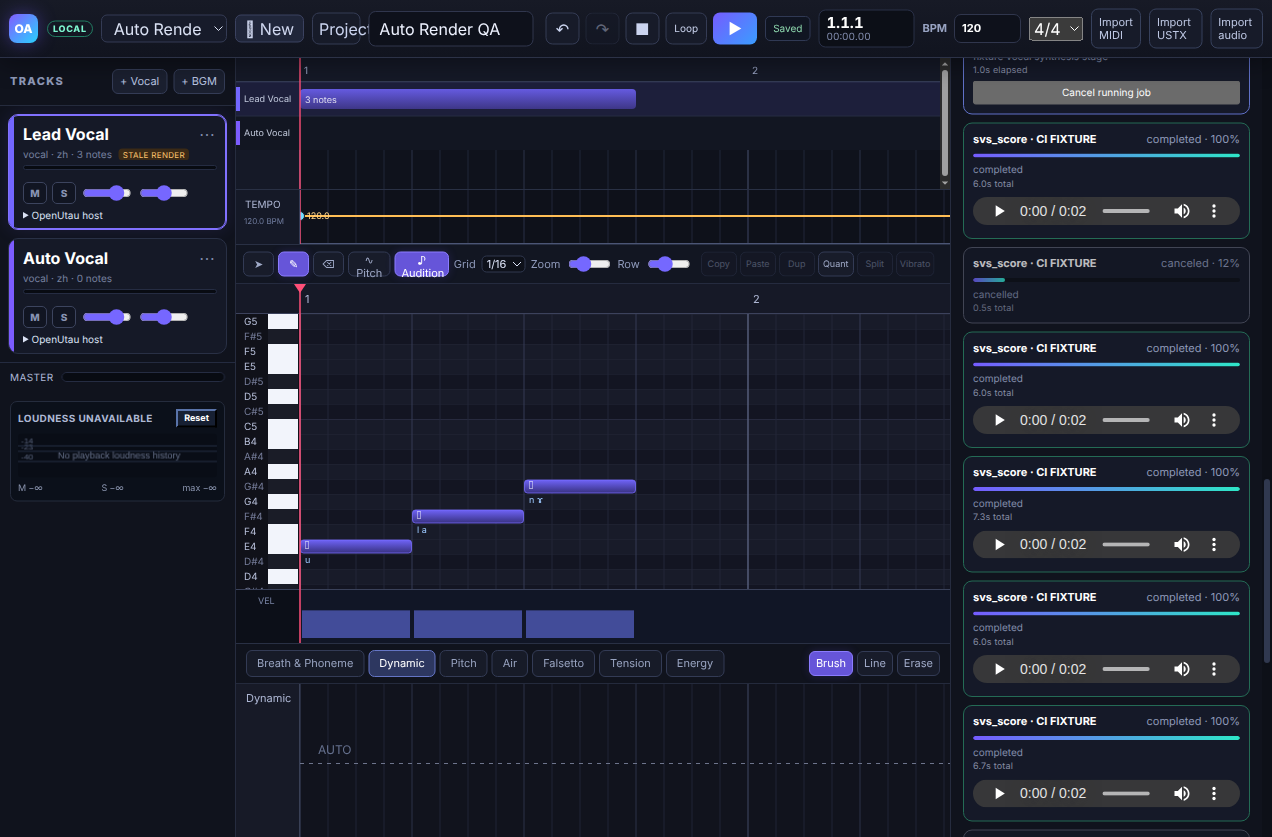 OA
LOCAL
Auto Rende
New
Project
Auto Render QA
Loop
Saved
1.1.1
00:00.00
BPM
120
4/4
Import MIDI
Import USTX
Import audio
TRACKS
+ Vocal
+ BGM
Lead Vocal
...
vocal · zh · 3 notes
STALE RENDER
M
S
OpenUtau host
Auto Vocal
...
vocal · zh · 0 notes
M
S
OpenUtau host
MASTER
LOUDNESS UNAVAILABLE
Reset
-14
-23
-40
No playback loudness history
M −∞
S −∞
max −∞
1
2
Lead Vocal
3 notes
Auto Vocal
TEMPO
120.0 BPM
120.0
Pitch
Audition
Grid
1/16
Zoom
Row
Copy
Paste
Dup
Quant
Split
Vibrato
1
2
G5
F#5
F5
E5
D#5
D5
C#5
C5
B4
A#4
A4
G#4
G4
F#4
F4
E4
D#4
D4
n ɤ
l a
u
VEL
Breath & Phoneme
Dynamic
Pitch
Air
Falsetto
Tension
Energy
Brush
Line
Erase
Dynamic
AUTO
fixture vocal synthesis stage
1.0s elapsed
Cancel running job
svs_score · CI FIXTURE
completed · 100%
completed
6.0s total
0:00 / 0:02
svs_score · CI FIXTURE
canceled · 12%
cancelled
0.5s total
svs_score · CI FIXTURE
completed · 100%
completed
6.0s total
0:00 / 0:02
svs_score · CI FIXTURE
completed · 100%
completed
7.3s total
0:00 / 0:02
svs_score · CI FIXTURE
completed · 100%
completed
6.0s total
0:00 / 0:02
svs_score · CI FIXTURE
completed · 100%
completed
6.7s total
0:00 / 0:02